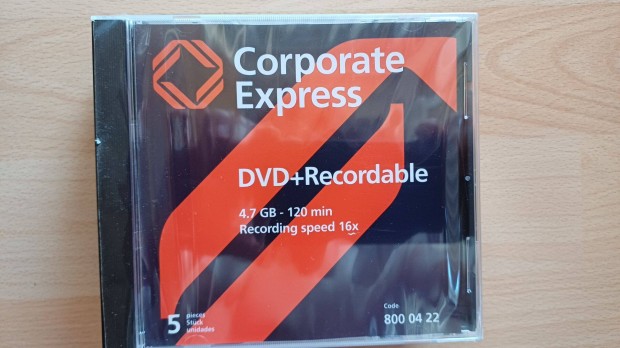 Corporate
Express
DVD+Recordable
4.7 GB - 120 min
Recording speed 16x
5
pieces
Stück
unidades
Code
800 04 22